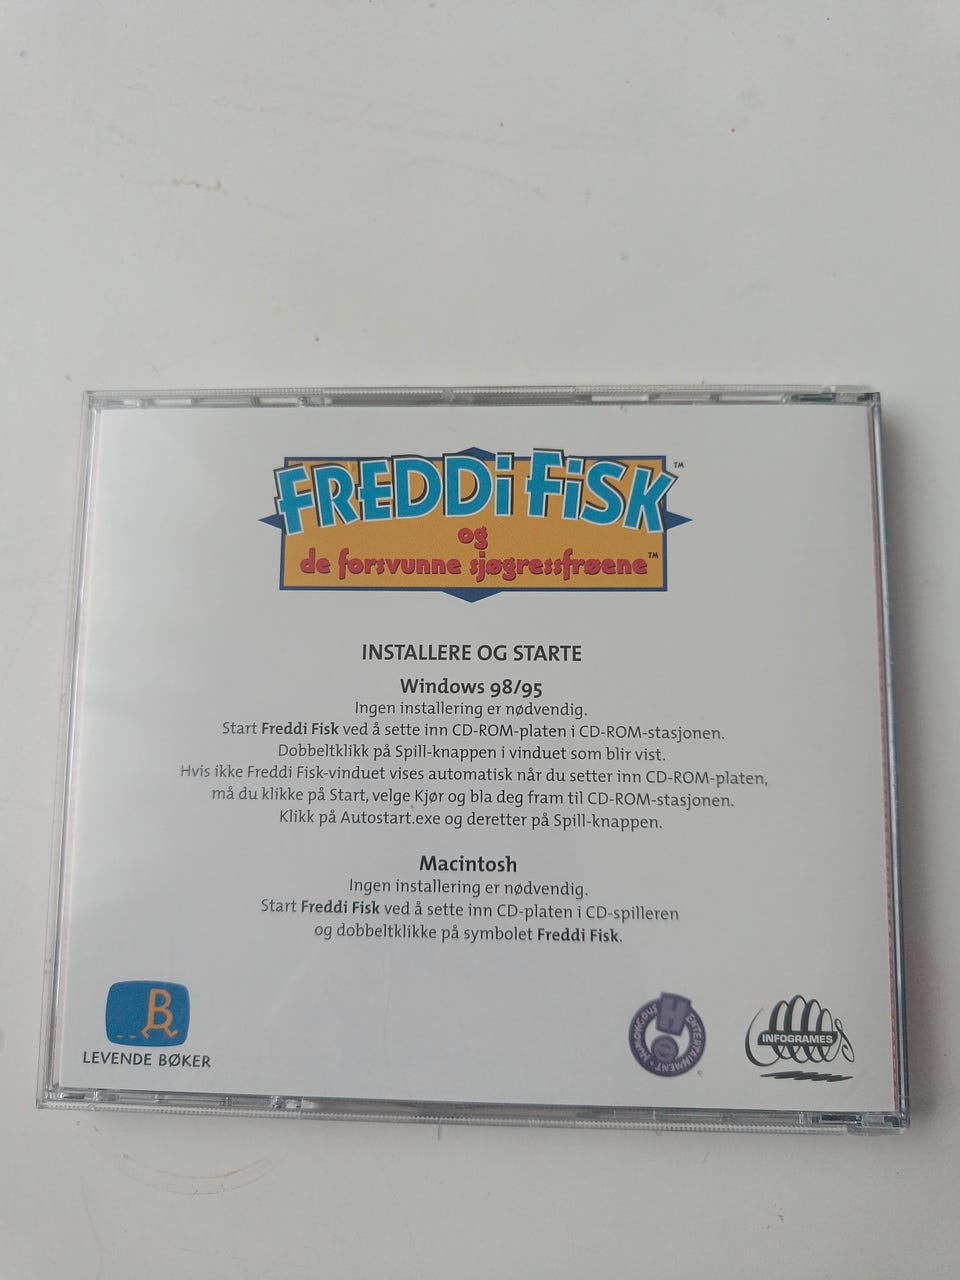 FREDDi FiSK™
og
de forsvunne sjøgressfrøene™
INSTALLERE OG STARTE
Windows 98/95
Ingen installering er nødvendig.
Start Freddi Fisk ved å sette inn CD-ROM-platen i CD-ROM-stasjonen.
Dobbeltklikk på Spill-knappen i vinduet som blir vist.
Hvis ikke Freddi Fisk-vinduet vises automatisk når du setter inn CD-ROM-platen,
må du klikke på Start, velge Kjør og bla deg fram til CD-ROM-stasjonen.
Klikk på Autostart.exe og deretter på Spill-knappen.
Macintosh
Ingen installering er nødvendig.
Start Freddi Fisk ved å sette inn CD-platen i CD-spilleren
og dobbeltklikke på symbolet Freddi Fisk.
B
LEVENDE BØKER
HUMONGOUS ENTERTAINMENT
H e
©
INFOGRAMES